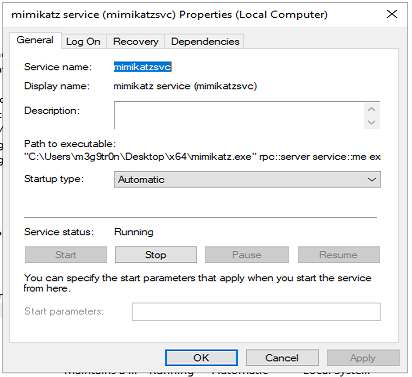 mimikatz service (mimikatzsvc) Properties (Local Computer)
General Log On Recovery Dependencies
Service name: mimikatzsvc
Display name: mimikatz service (mimikatzsvc)
Description:
Path to executable:
"C:\Users\m3g9tr0n\Desktop\x64\mimikatz.exe" rpc::server service::me ex
Startup type: Automatic
Service status: Running
Start Stop Pause Resume
You can specify the start parameters that apply when you start the service
from here.
Start parameters:
OK Cancel Apply